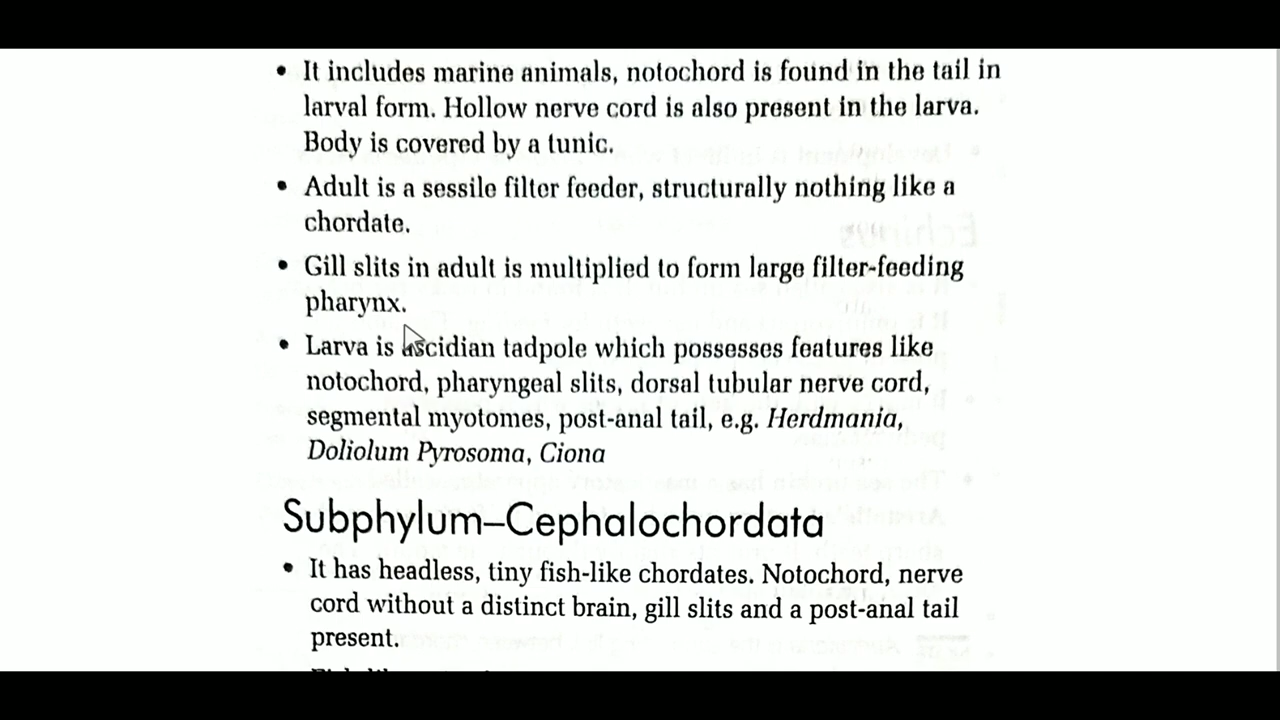 • It includes marine animals, notochord is found in the tail in
larval form. Hollow nerve cord is also present in the larva.
Body is covered by a tunic.
• Adult is a sessile filter feeder, structurally nothing like a
chordate.
• Gill slits in adult is multiplied to form large filter-feeding
pharynx.
• Larva is ascidian tadpole which possesses features like
notochord, pharyngeal slits, dorsal tubular nerve cord,
segmental myotomes, post-anal tail, e.g. Herdmania,
Doliolum Pyrosoma, Ciona
Subphylum–Cephalochordata
• It has headless, tiny fish-like chordates. Notochord, nerve
cord without a distinct brain, gill slits and a post-anal tail
present.